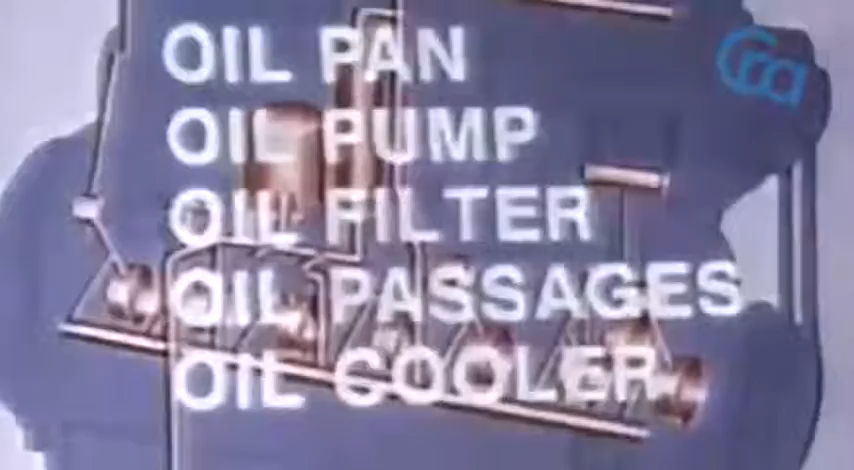 OIL PAN
OIL PUMP
OIL FILTER
OIL PASSAGES
OIL COOLER